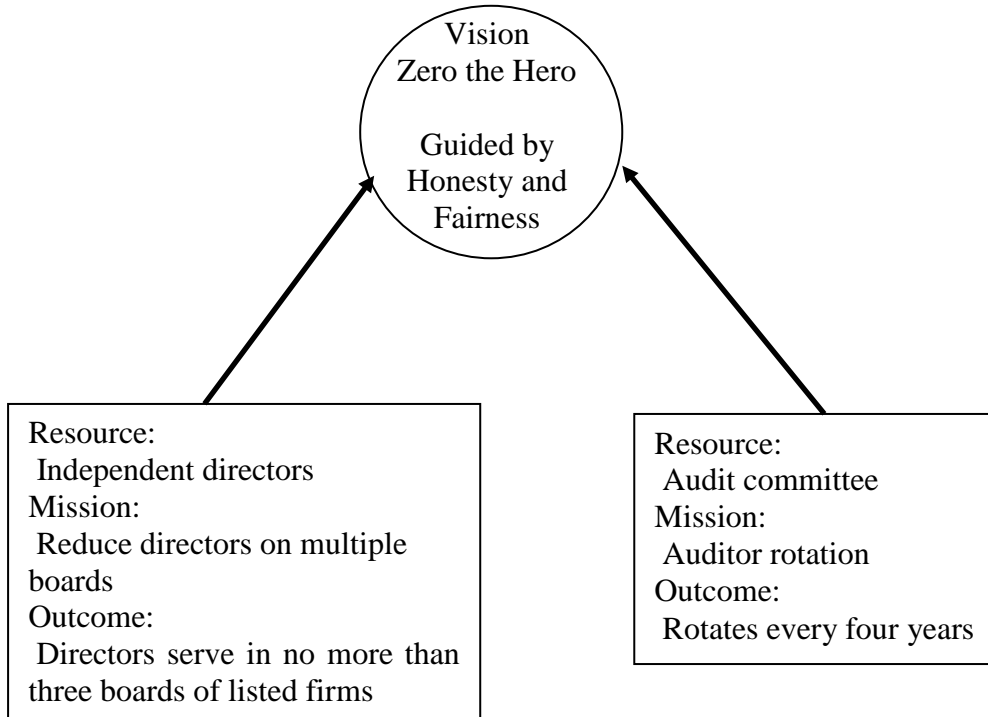 Vision
Zero the Hero
Guided by
Honesty and
Fairness
Resource:
Independent directors
Mission:
Reduce directors on multiple
boards
Outcome:
Directors serve in no more than
three boards of listed firms
Resource:
Audit committee
Mission:
Auditor rotation
Outcome:
Rotates every four years